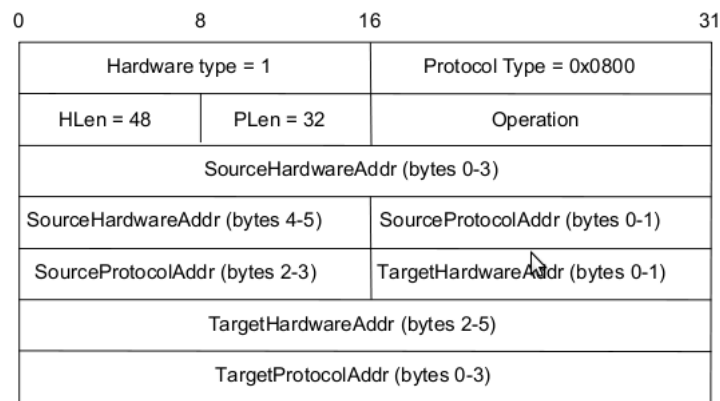 0 8 16 31
Hardware type = 1 Protocol Type = 0x0800
HLen = 48 PLen = 32 Operation
SourceHardwareAddr (bytes 0-3)
SourceHardwareAddr (bytes 4-5) SourceProtocolAddr (bytes 0-1)
SourceProtocolAddr (bytes 2-3) TargetHardwareAddr (bytes 0-1)
TargetHardwareAddr (bytes 2-5)
TargetProtocolAddr (bytes 0-3)